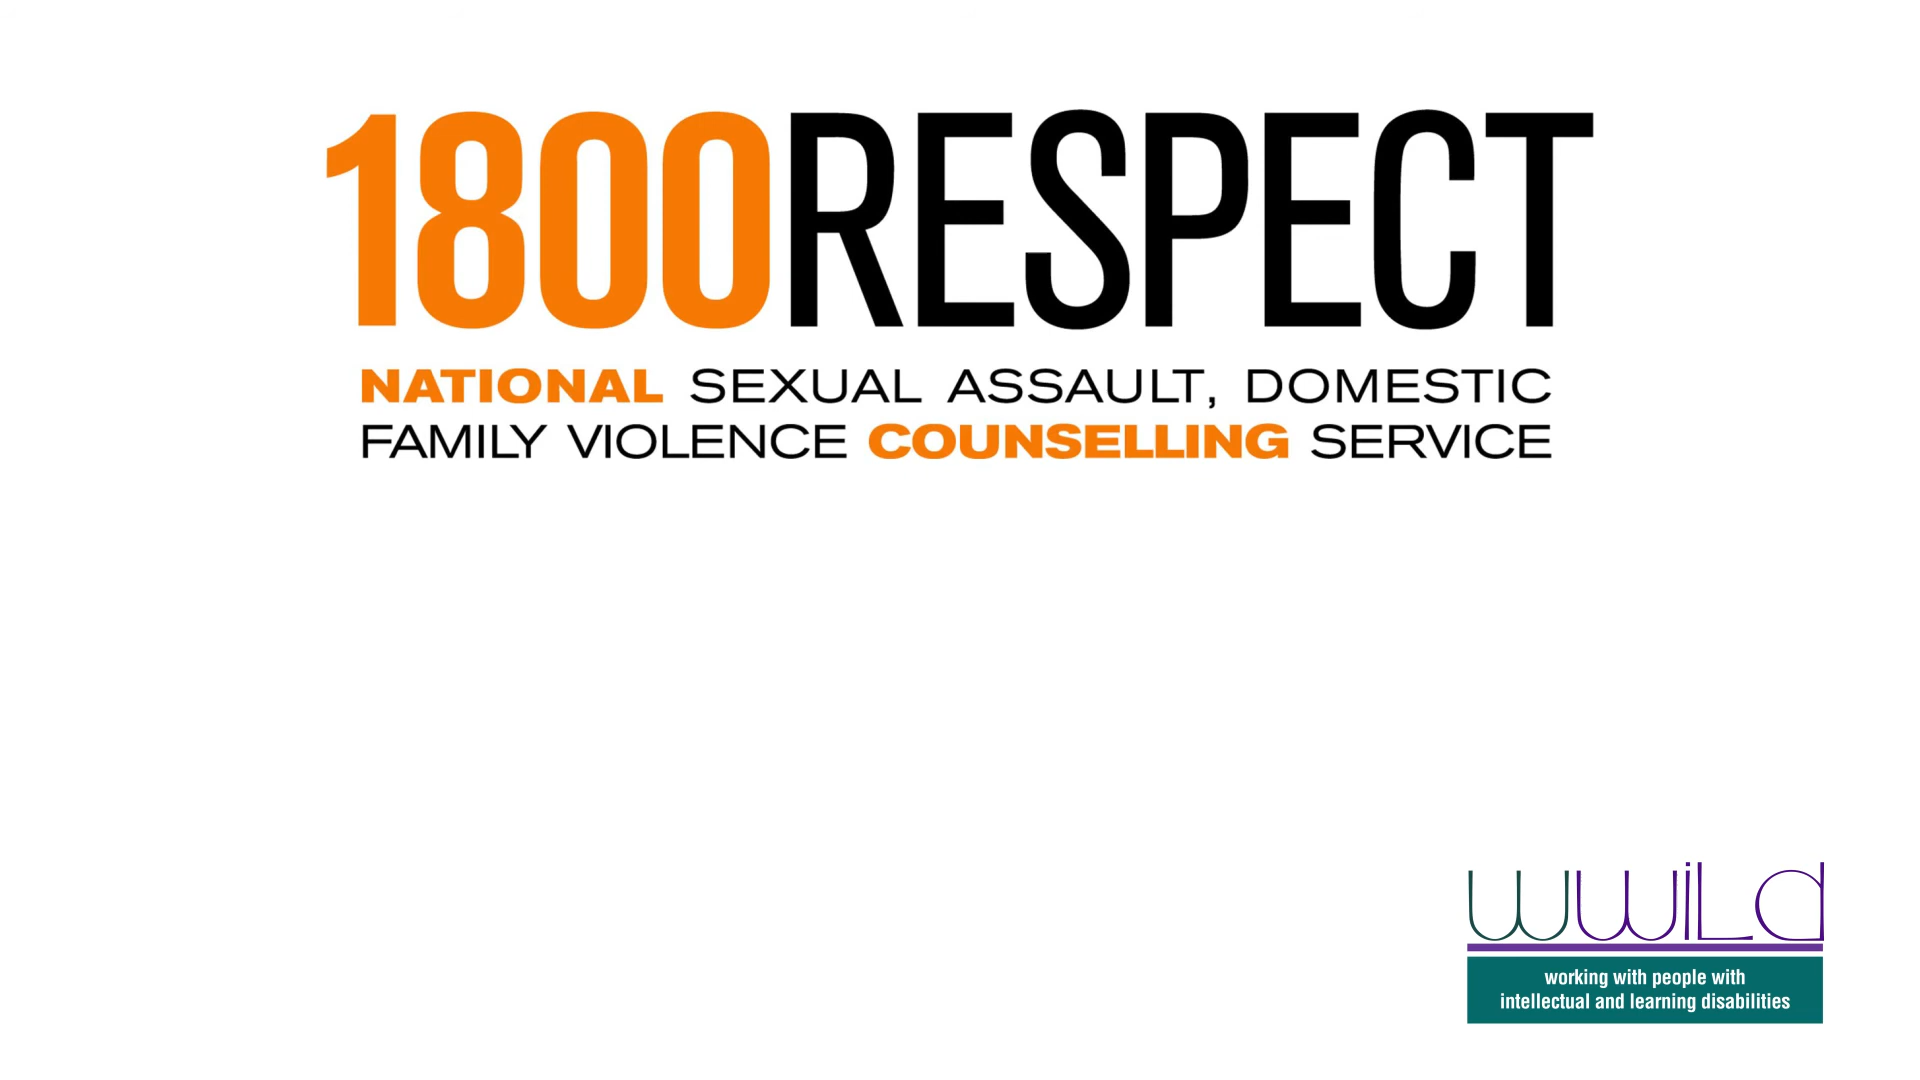 1800RESPECT
NATIONAL SEXUAL ASSAULT, DOMESTIC
FAMILY VIOLENCE COUNSELLING SERVICE
wwiLd
working with people with
intellectual and learning disabilities